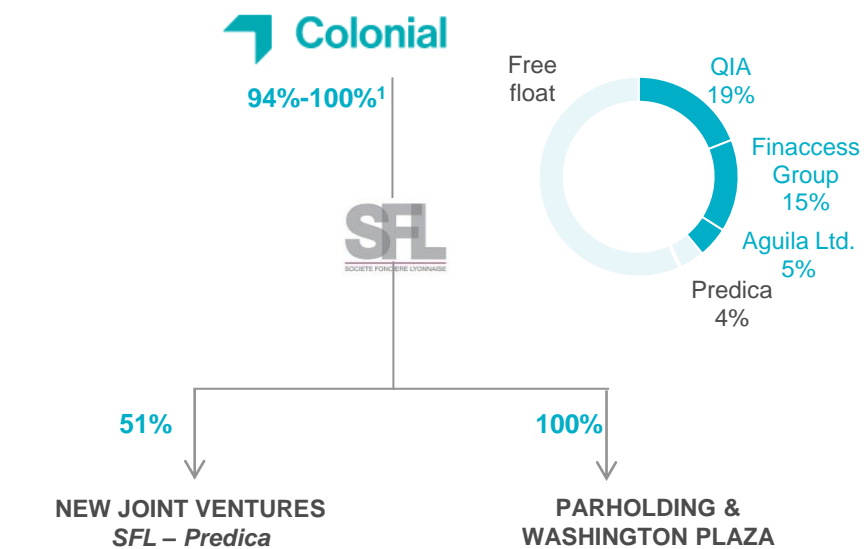 Colonial
94%-100%¹
Free
float
QIA
19%
Finaccess
Group
15%
Aguila Ltd.
5%
Predica
4%
SFL
SOCIETE FONCIERE LYONNAISE
51%
100%
NEW JOINT VENTURES
SFL – Predica
PARHOLDING &
WASHINGTON PLAZA